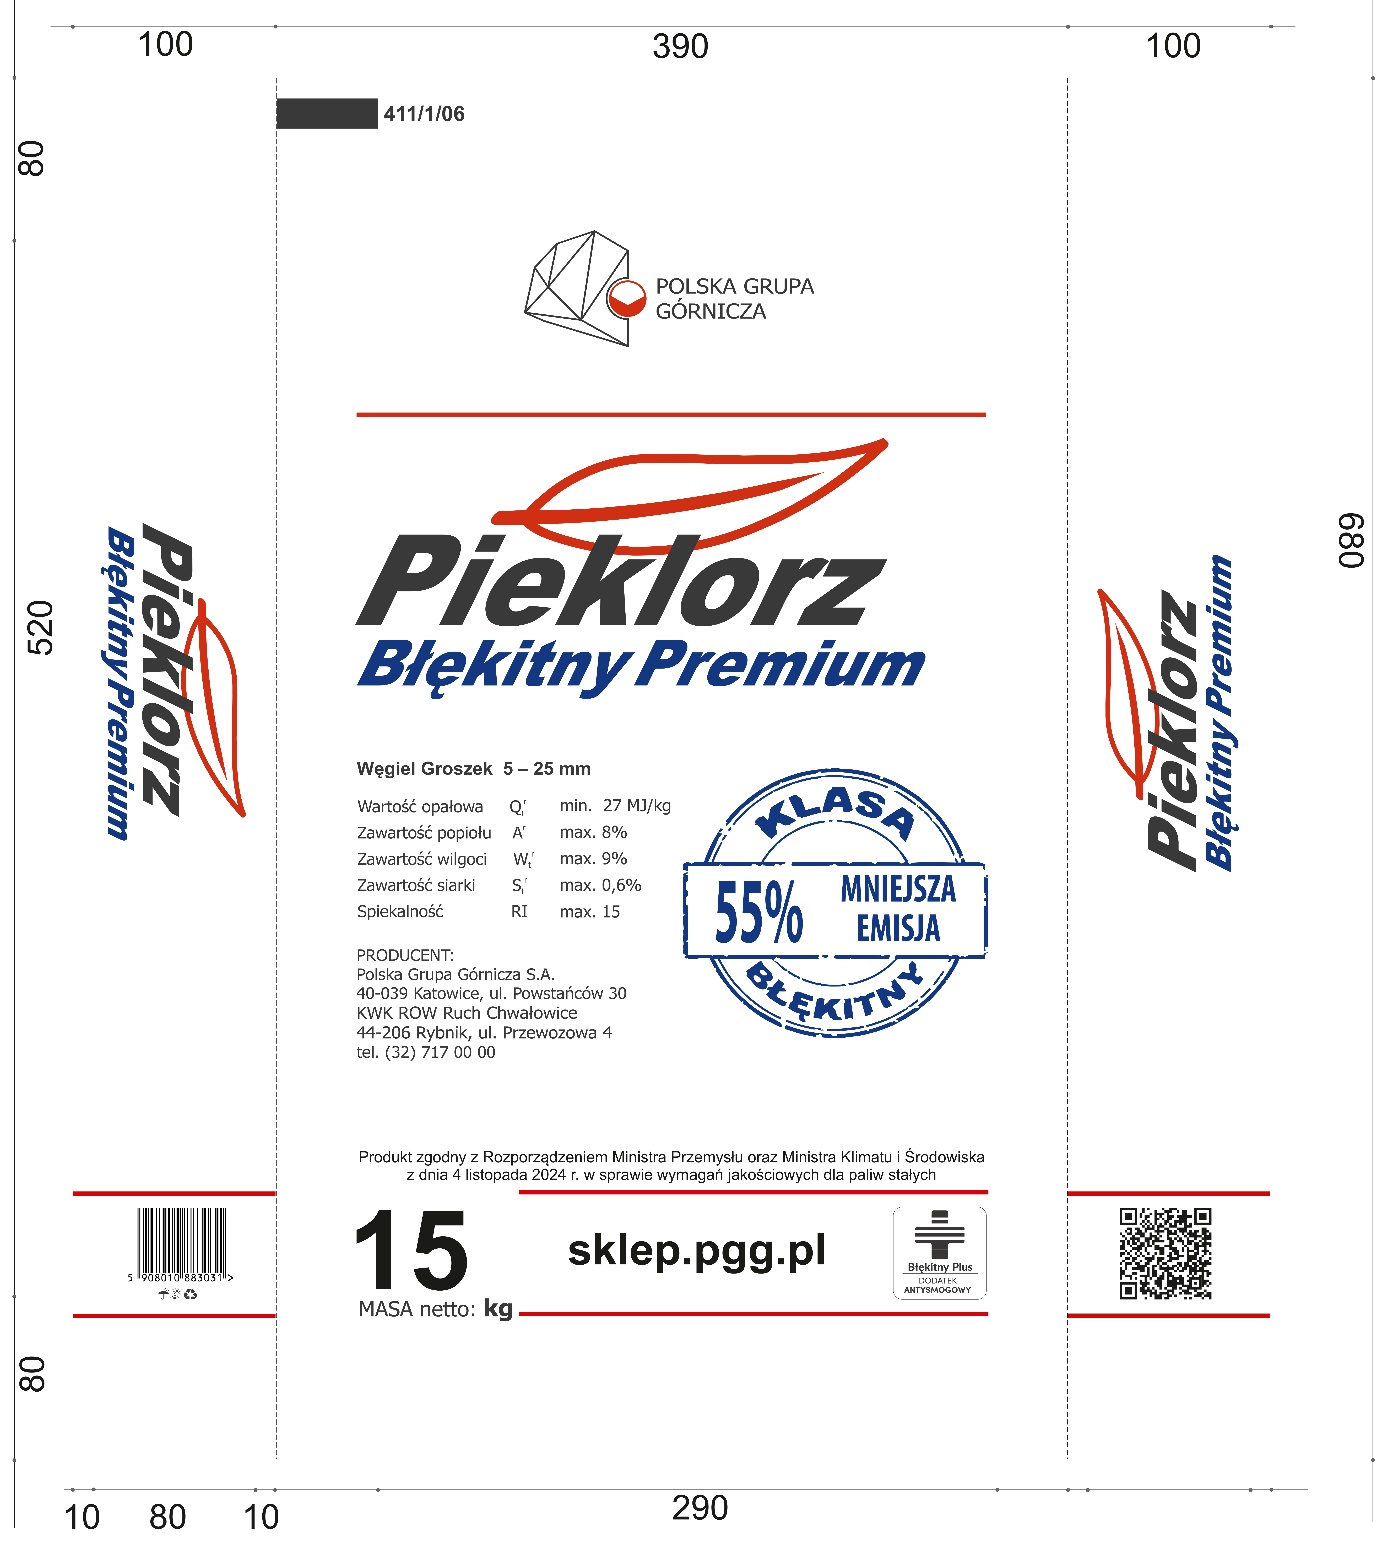 100
390
100
80
411/1/06
POLSKA GRUPA
GÓRNICZA
Pieklorz
Błękitny Premium
Pieklorz
Błękitny Premium
Pieklorz
Błękitny Premium
520
680
Węgiel Groszek 5 – 25 mm
Wartość opałowa Qᵢʳ min. 27 MJ/kg
Zawartość popiołu Aʳ max. 8%
Zawartość wilgoci Wₜʳ max. 9%
Zawartość siarki Sₜʳ max. 0,6%
Spiekalność RI max. 15
KLASA
55% MNIEJSZA
EMISJA
BŁĘKITNY
PRODUCENT:
Polska Grupa Górnicza S.A.
40-039 Katowice, ul. Powstańców 30
KWK ROW Ruch Chwałowice
44-206 Rybnik, ul. Przewozowa 4
tel. (32) 717 00 00
Produkt zgodny z Rozporządzeniem Ministra Przemysłu oraz Ministra Klimatu i Środowiska
z dnia 4 listopada 2024 r. w sprawie wymagań jakościowych dla paliw stałych
5 908010 883031 >
15
MASA netto: kg
sklep.pgg.pl
Błękitny Plus
DODATEK
ANTYSMOGOWY
80
10 80 10
290